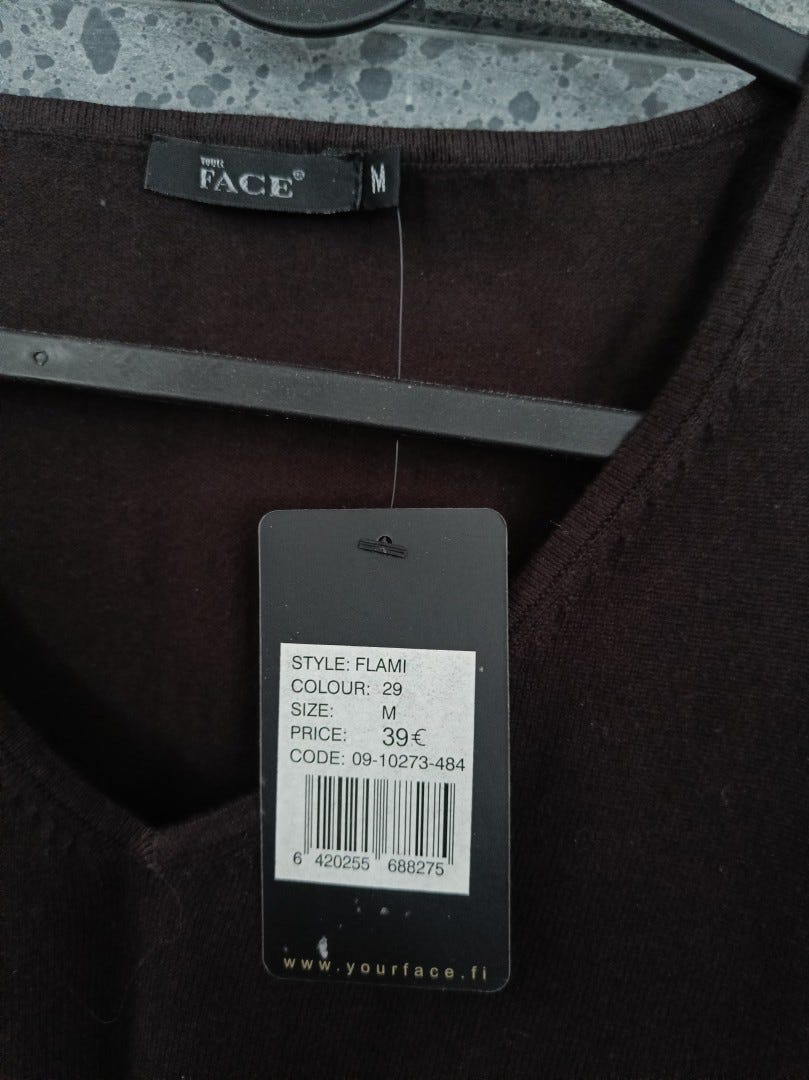 YOUR
FACE® M
STYLE: FLAMI
COLOUR: 29
SIZE: M
PRICE: 39€
CODE: 09-10273-484
6 420255 688275
www.yourface.fi